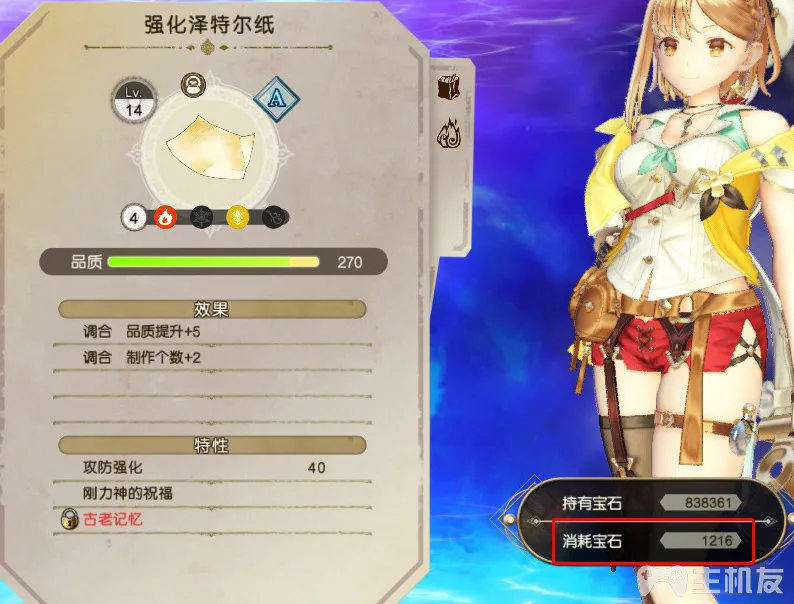 强化泽特尔纸
Lv.
14
A
4
品质 270
效果
调合 品质提升+5
调合 制作个数+2
特性
攻防强化 40
刚力神的祝福
古老记忆
持有宝石 838361
消耗宝石 1216
主机友